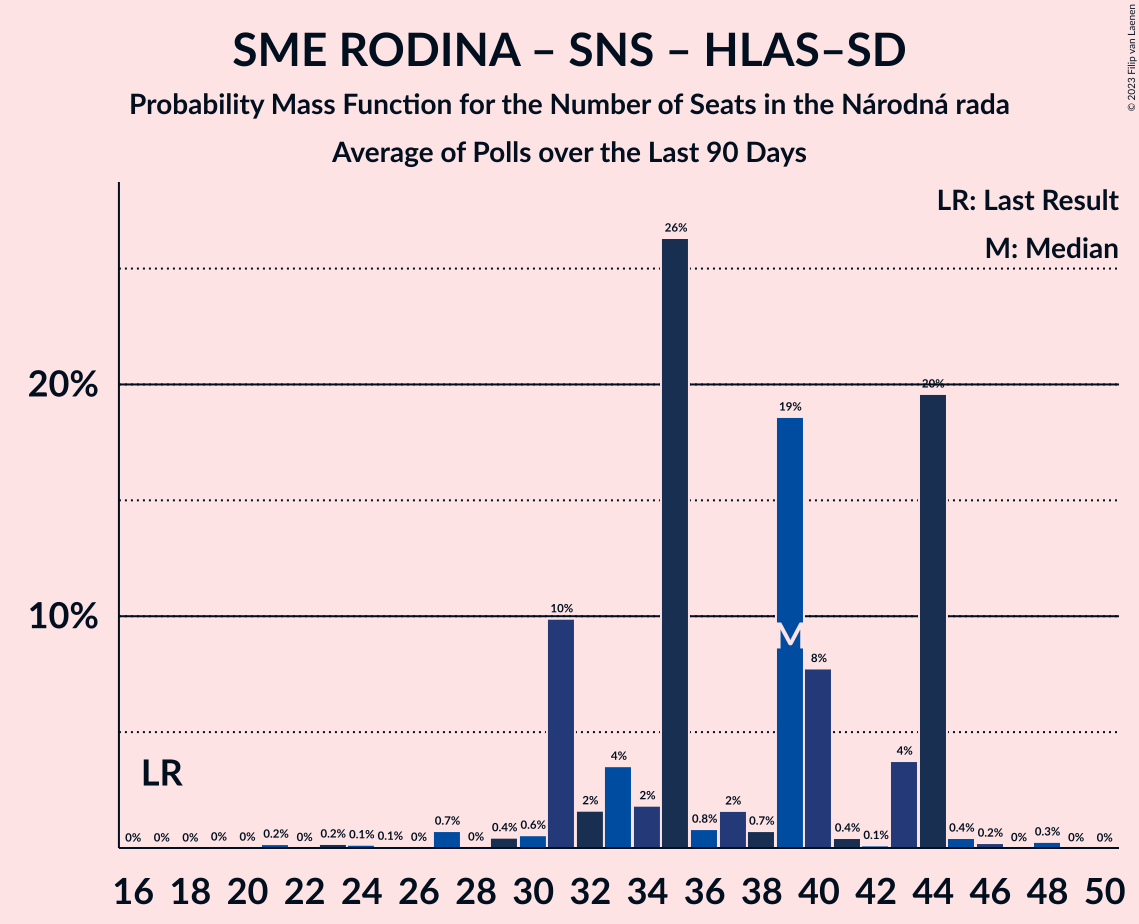 SME RODINA – SNS – HLAS–SD
Probability Mass Function for the Number of Seats in the Národná rada
Average of Polls over the Last 90 Days
© 2023 Filip van Laenen
LR: Last Result
M: Median
20%
10%
LR
M
0% 0% 0% 0% 0% 0.2% 0% 0.2% 0.1% 0.1% 0% 0.7% 0% 0.4% 0.6% 10% 2% 4% 2% 26% 0.8% 2% 0.7% 19% 8% 0.4% 0.1% 4% 20% 0.4% 0.2% 0% 0.3% 0% 0%
16 18 20 22 24 26 28 30 32 34 36 38 40 42 44 46 48 50